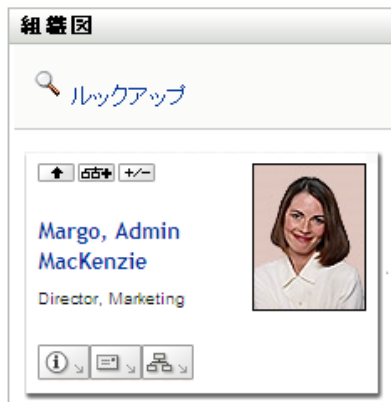 組織図
ルックアップ
+/-
Margo, Admin
MacKenzie
Director, Marketing